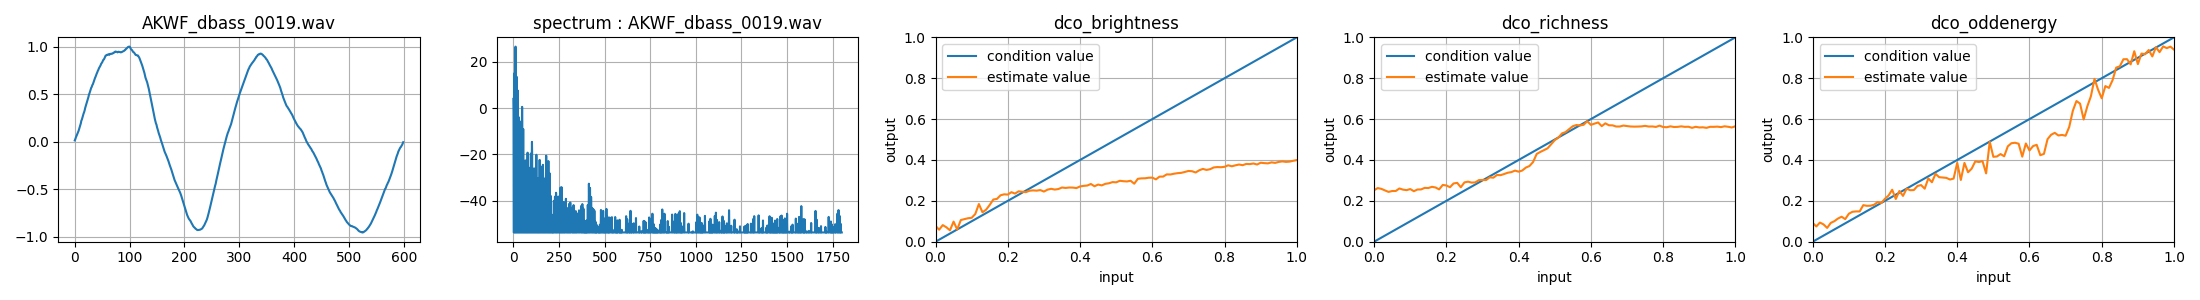 AKWF_dbass_0019.wav
1.0
0.5
0.0
−0.5
−1.0
0 100 200 300 400 500 600
spectrum : AKWF_dbass_0019.wav
20
0
−20
−40
0 250 500 750 1000 1250 1500 1750
dco_brightness
condition value
estimate value
output
1.0
0.8
0.6
0.4
0.2
0.0
0.0 0.2 0.4 0.6 0.8 1.0
input
dco_richness
condition value
estimate value
output
1.0
0.8
0.6
0.4
0.2
0.0
0.0 0.2 0.4 0.6 0.8 1.0
input
dco_oddenergy
condition value
estimate value
output
1.0
0.8
0.6
0.4
0.2
0.0
0.0 0.2 0.4 0.6 0.8 1.0
input